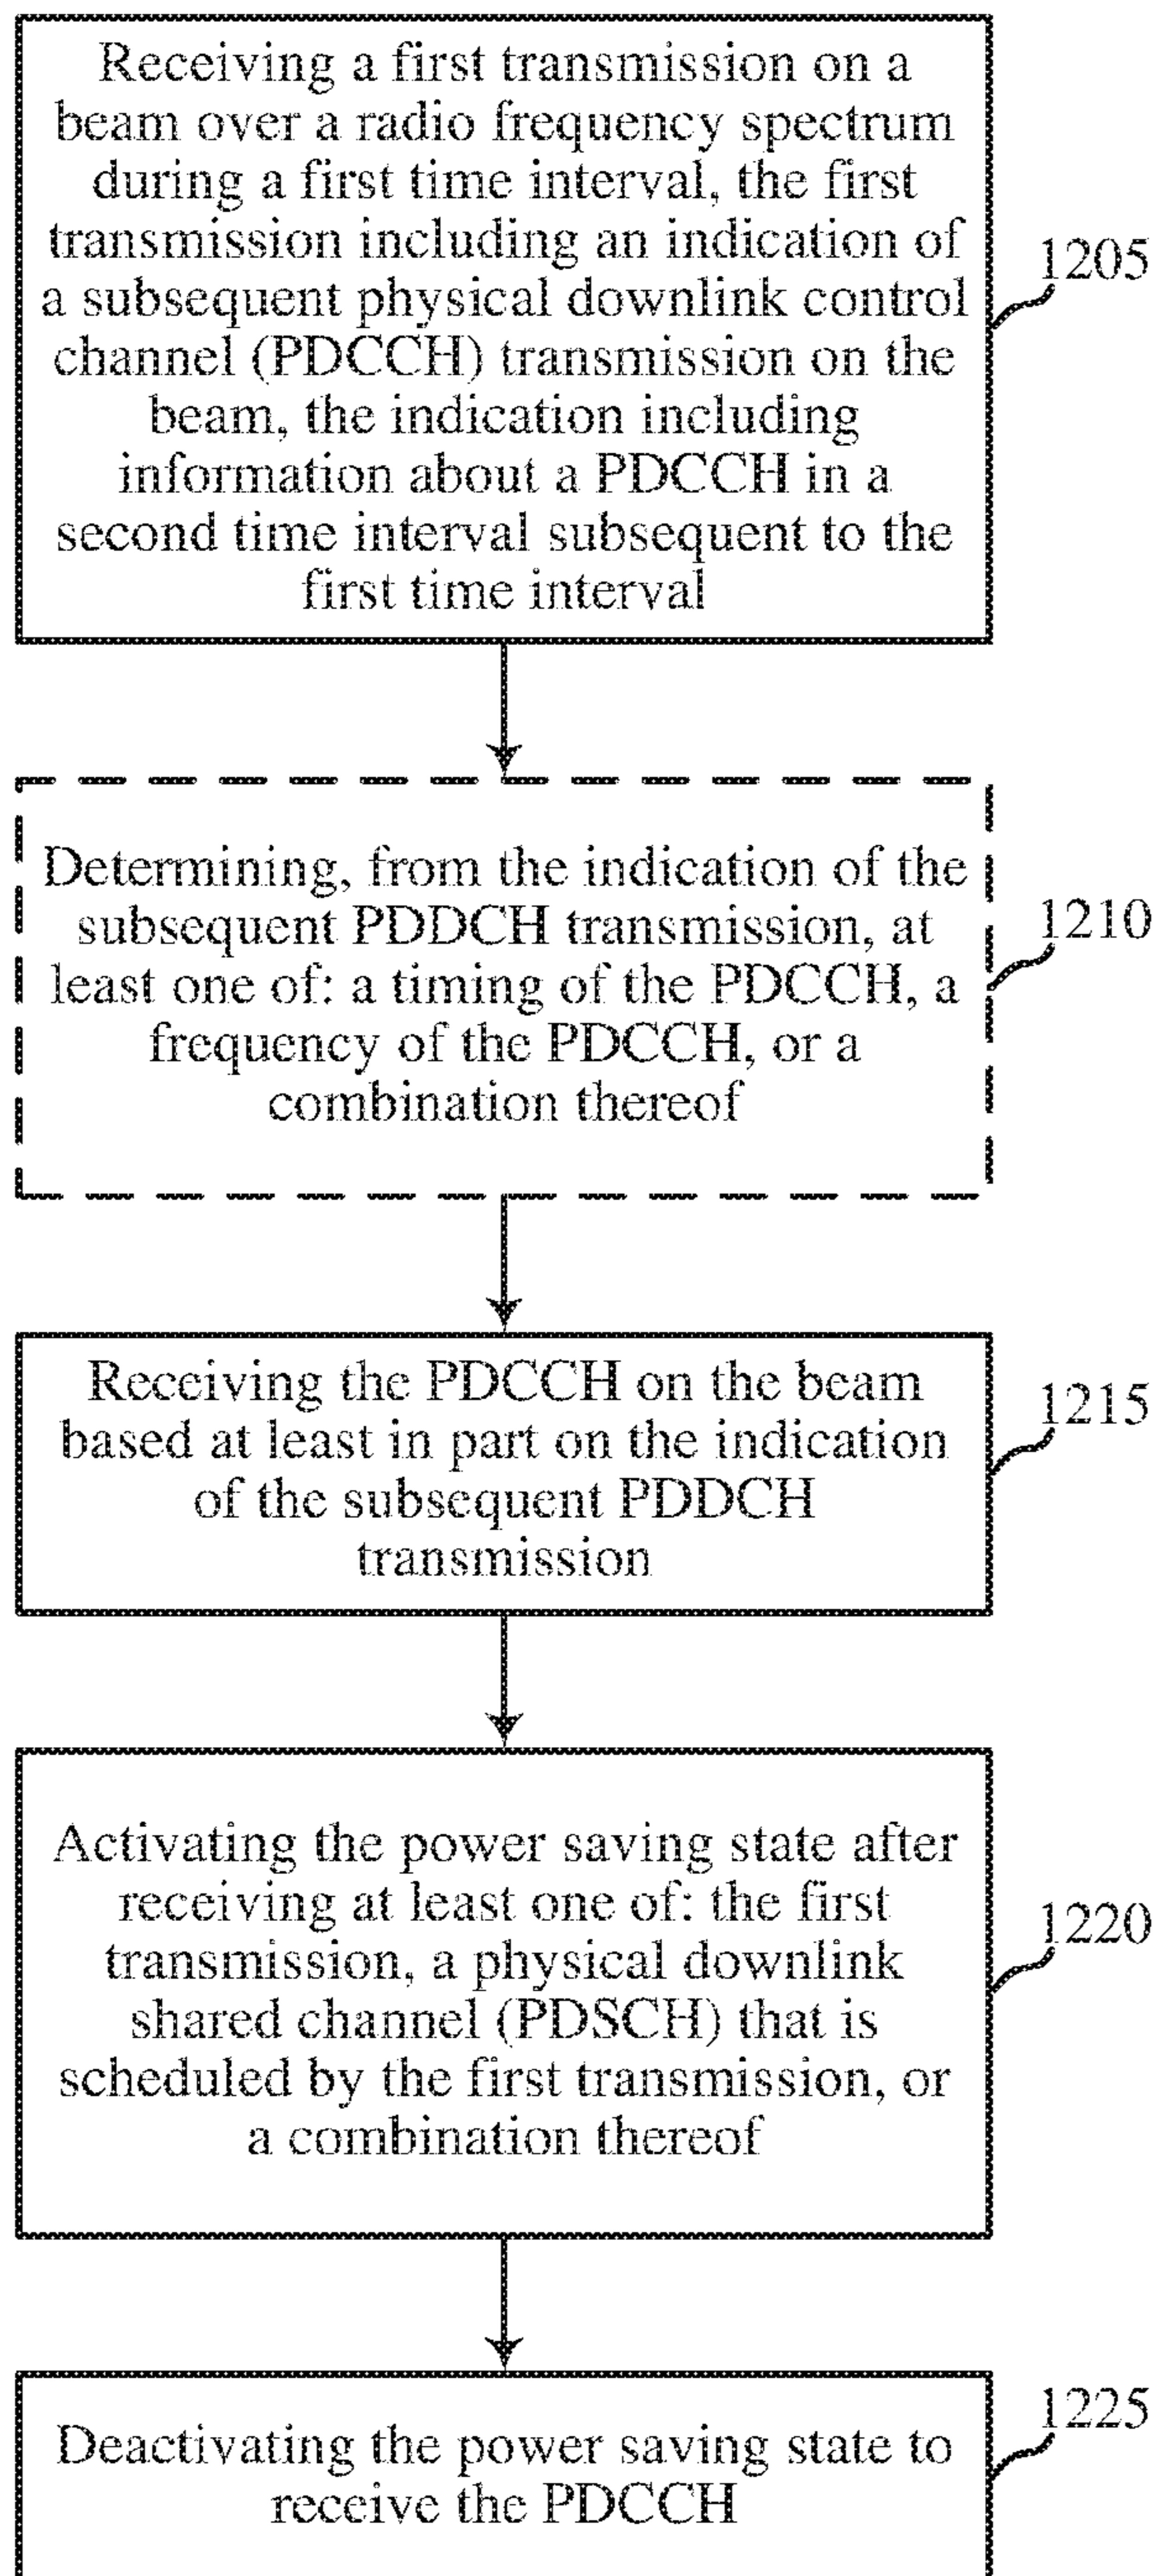 Receiving a first transmission on a
beam over a radio frequency spectrum
during a first time interval, the first
transmission including an indication of
a subsequent physical downlink control
channel (PDCCH) transmission on the
beam, the indication including
information about a PDCCH in a
second time interval subsequent to the
first time interval
1205
Determining, from the indication of the
subsequent PDDCH transmission, at
least one of: a timing of the PDCCH, a
frequency of the PDCCH, or a
combination thereof
1210
Receiving the PDCCH on the beam
based at least in part on the indication
of the subsequent PDDCH
transmission
1215
Activating the power saving state after
receiving at least one of: the first
transmission, a physical downlink
shared channel (PDSCH) that is
scheduled by the first transmission, or
a combination thereof
1220
Deactivating the power saving state to
receive the PDCCH
1225